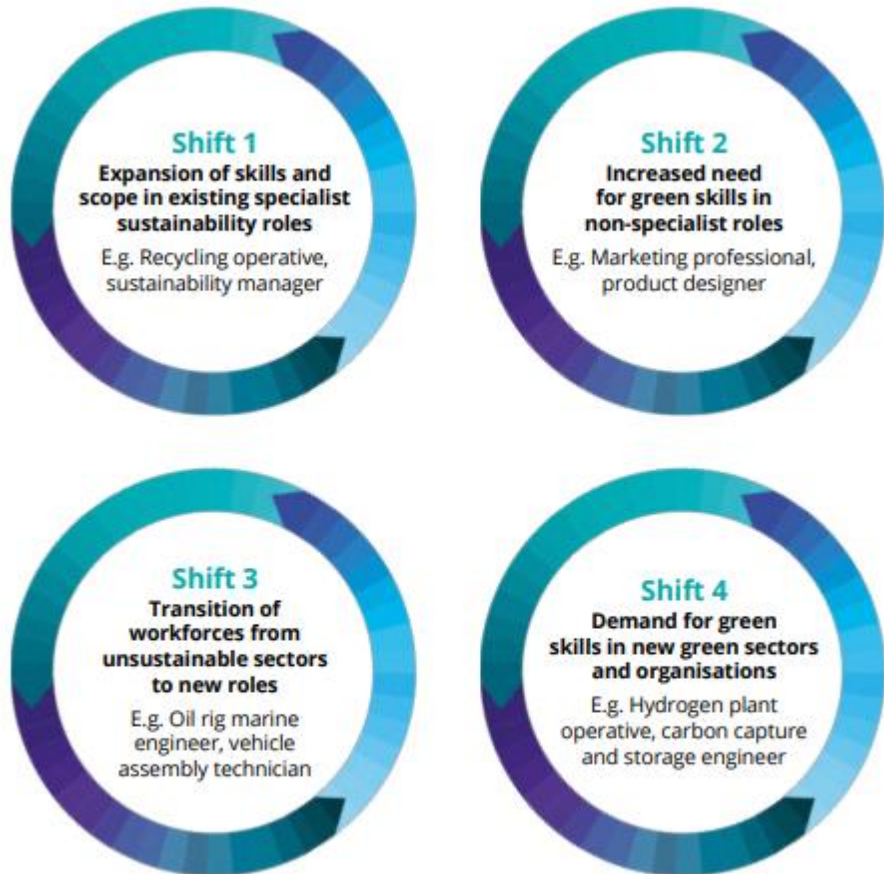 Shift 1
Expansion of skills and
scope in existing specialist
sustainability roles
E.g. Recycling operative,
sustainability manager
Shift 2
Increased need
for green skills in
non-specialist roles
E.g. Marketing professional,
product designer
Shift 3
Transition of
workforces from
unsustainable sectors
to new roles
E.g. Oil rig marine
engineer, vehicle
assembly technician
Shift 4
Demand for green
skills in new green sectors
and organisations
E.g. Hydrogen plant
operative, carbon capture
and storage engineer